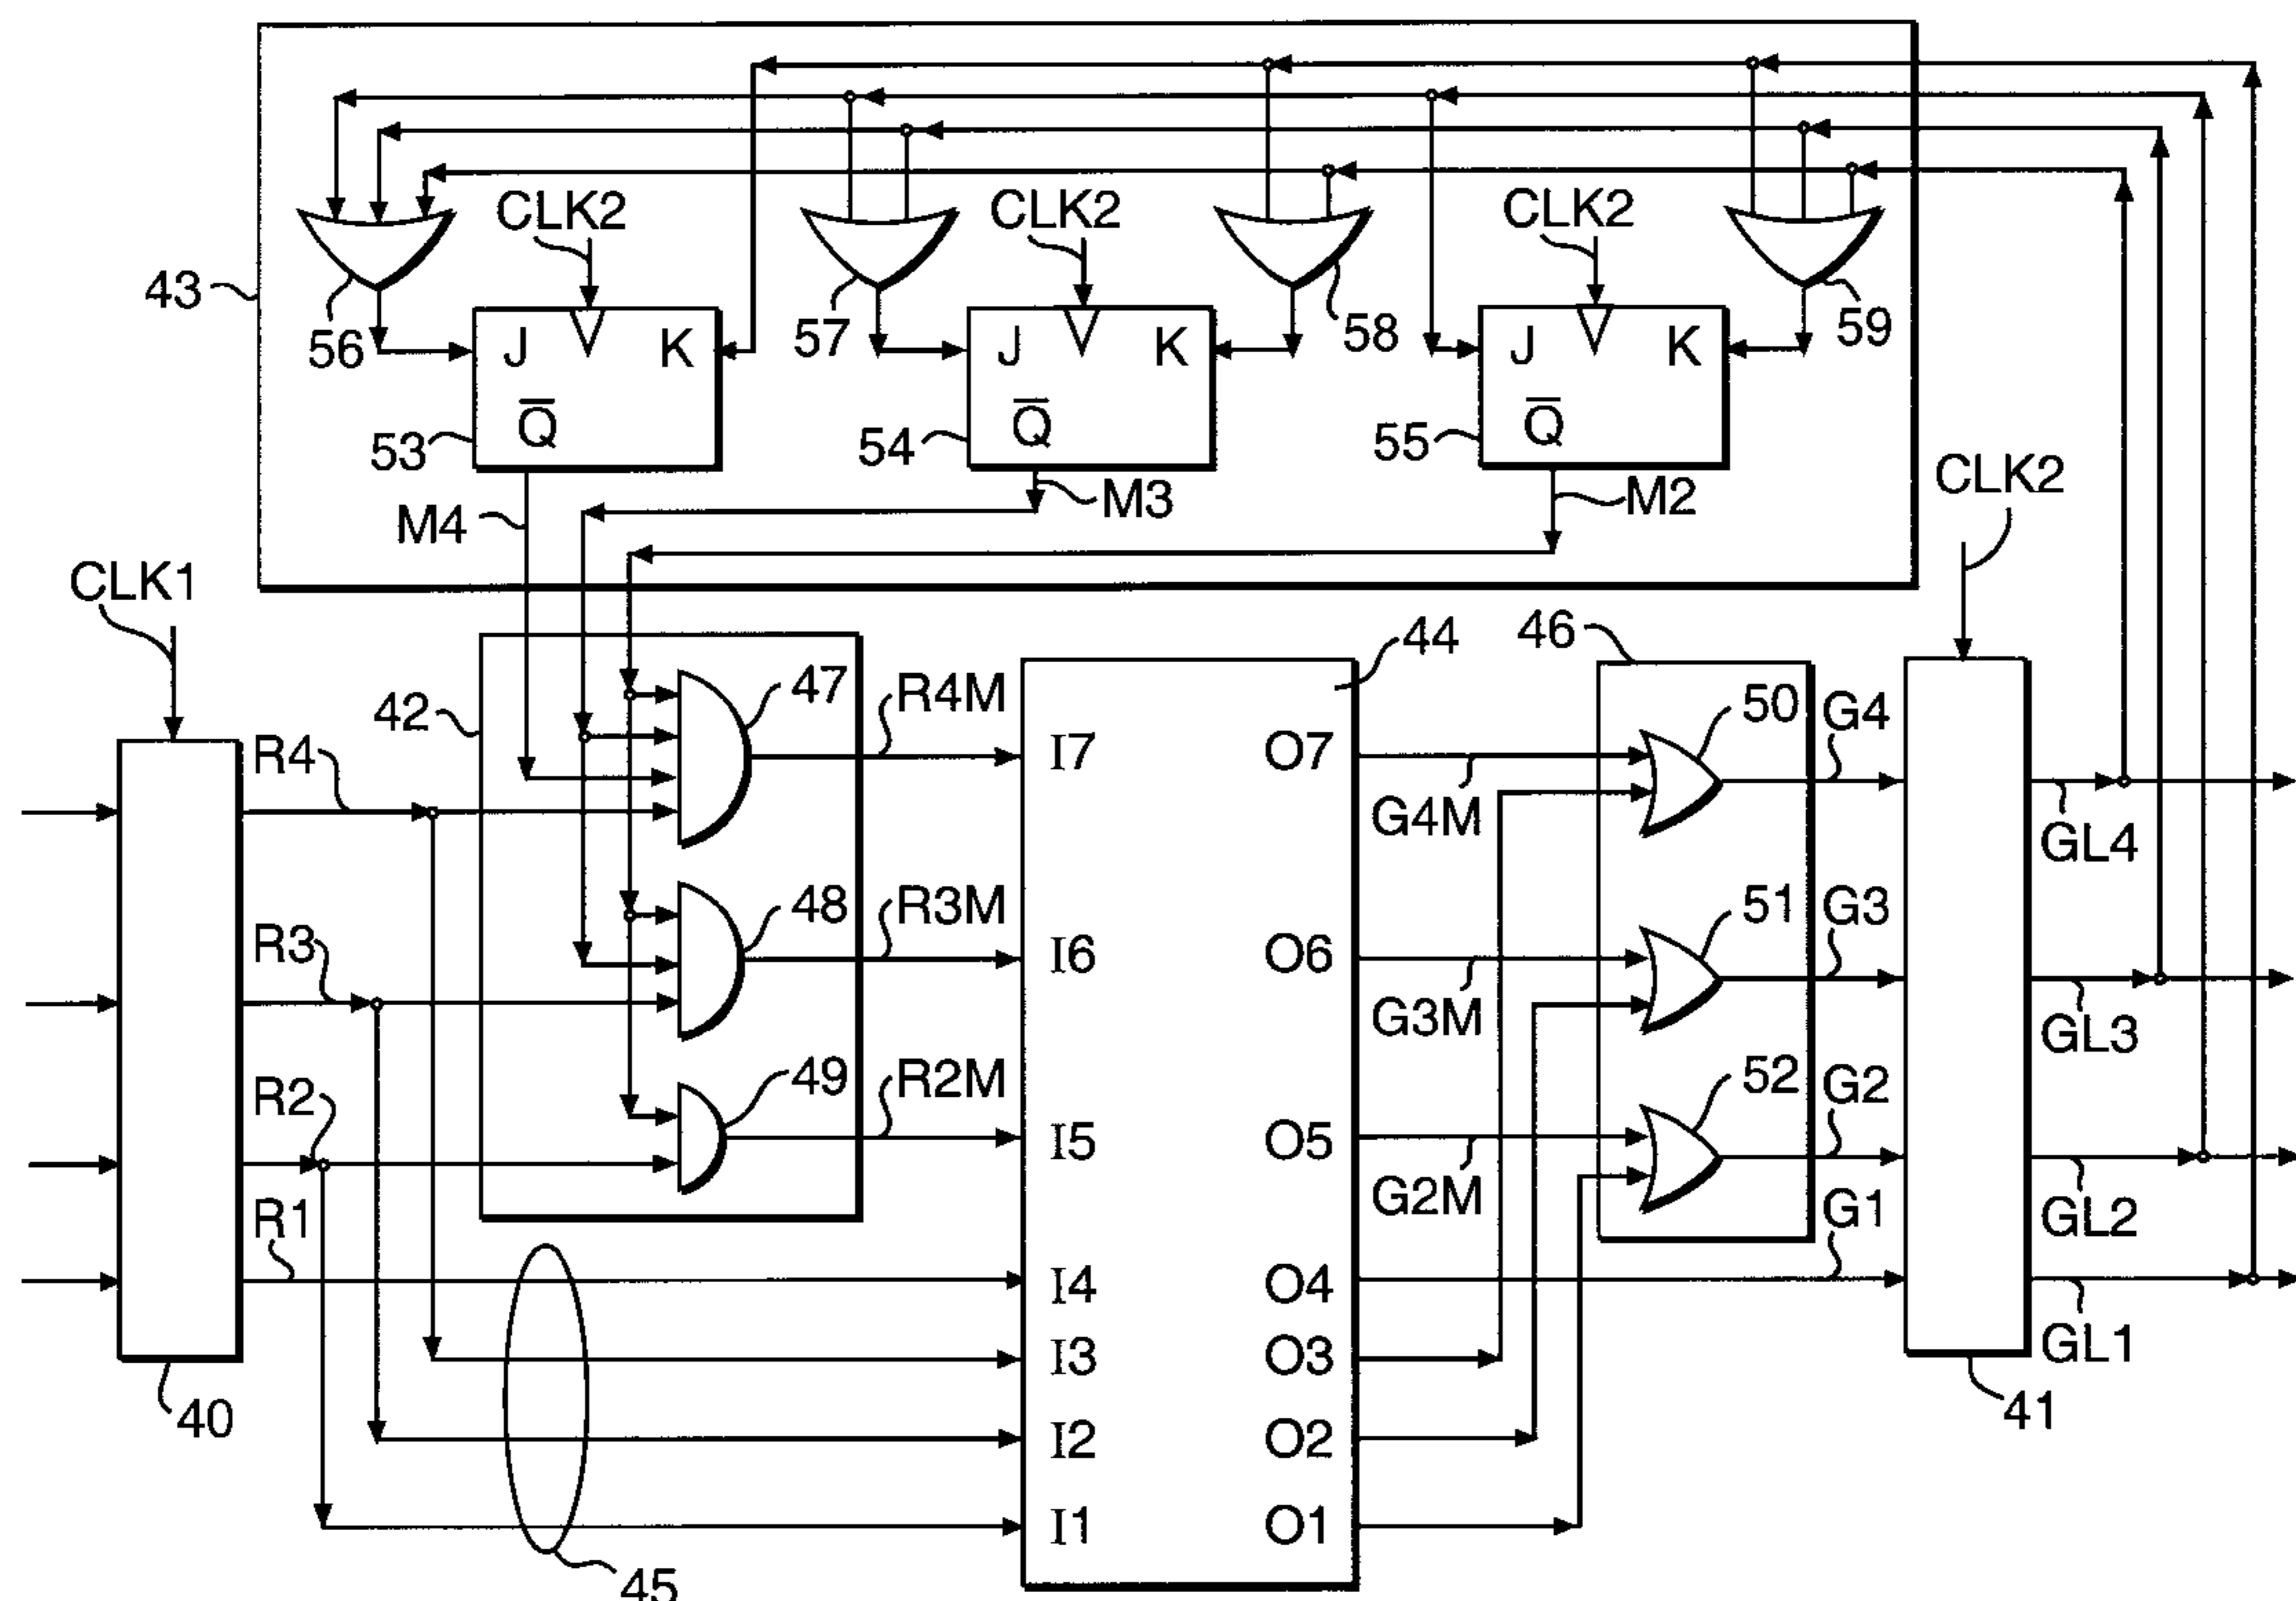 CLK2
CLK2
CLK2
43
56
57
58
59
J
K
J
K
J
K
Q̅
Q̅
Q̅
53
54
55
M4
M3
M2
CLK2
CLK1
42
47
R4M
44
46
50
G4
R4
I7
O7
G4M
GL4
48
R3M
51
G3
R3
I6
O6
G3M
GL3
49
R2M
52
G2
R2
I5
O5
G2M
GL2
R1
G1
I4
O4
GL1
I3
O3
40
41
I2
O2
I1
O1
45